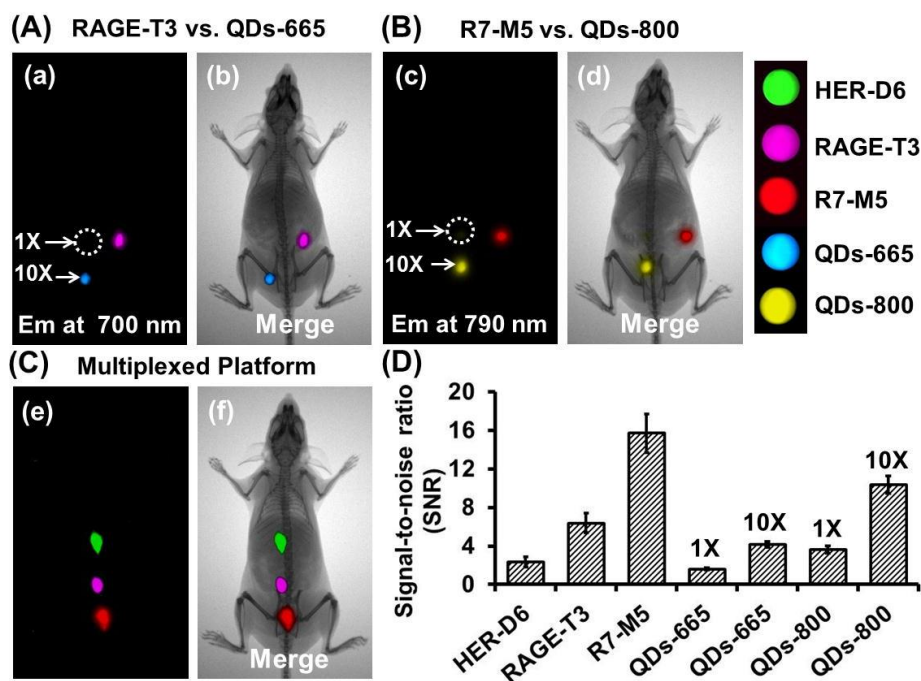 (A) RAGE-T3 vs. QDs-665
(B) R7-M5 vs. QDs-800
(a)
(b)
(c)
(d)
1X
10X
Em at 700 nm
Merge
1X
10X
Em at 790 nm
Merge
HER-D6
RAGE-T3
R7-M5
QDs-665
QDs-800
(C) Multiplexed Platform
(e)
(f)
Merge
(D)
Signal-to-noise ratio
(SNR)
20
16
12
8
4
0
1X
10X
1X
10X
HER-D6
RAGE-T3
R7-M5
QDs-665
QDs-665
QDs-800
QDs-800